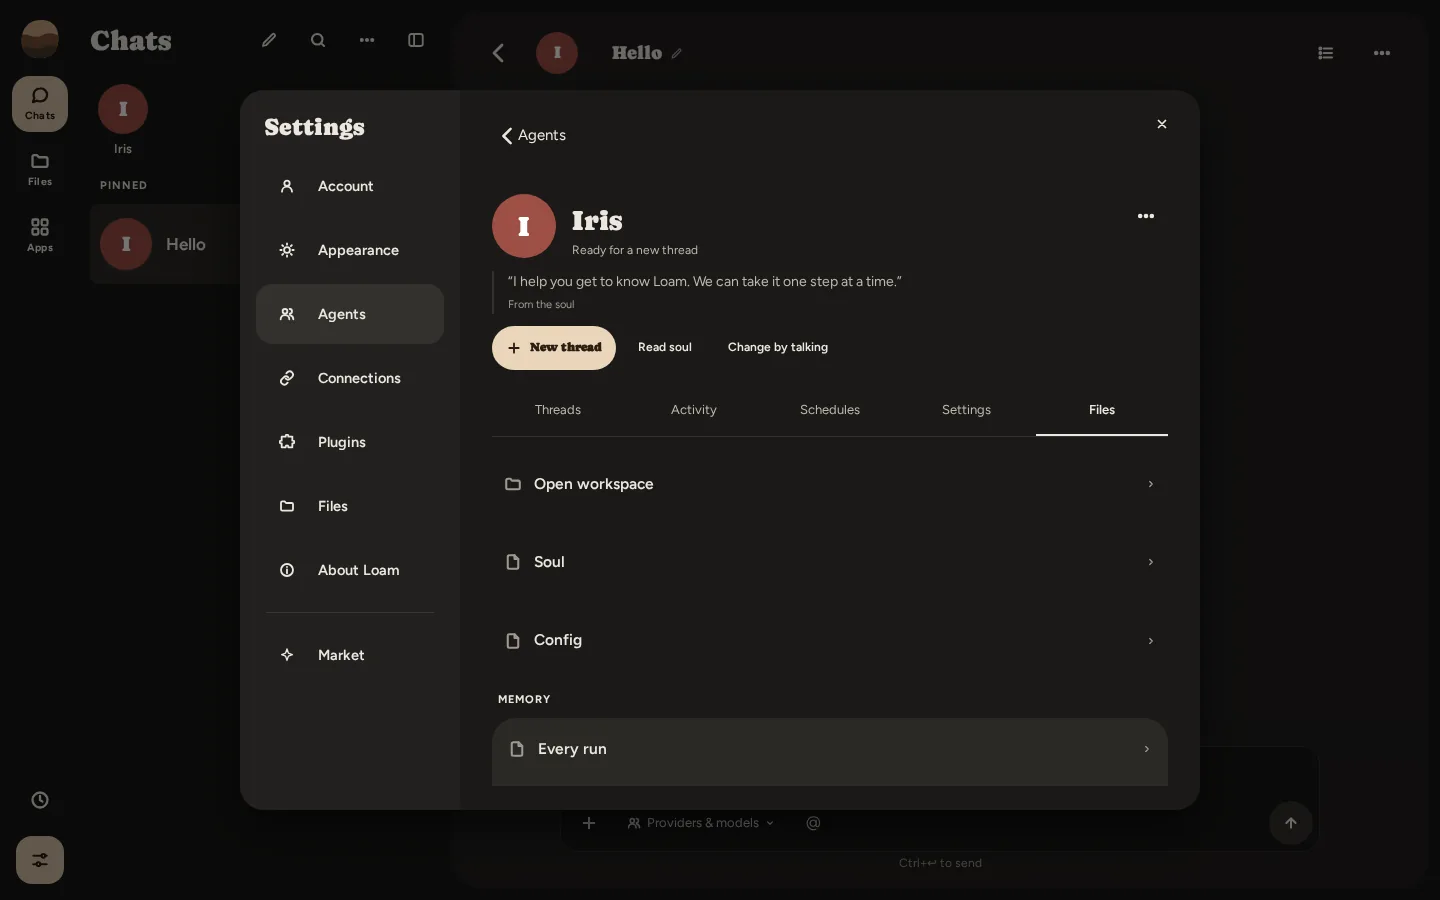 Chats
I
Hello
Chats
I
Iris
Files
PINNED
I
Hello
Apps
Settings
Account
Appearance
Agents
Connections
Plugins
Files
About Loam
Market
Agents
I
Iris
Ready for a new thread
“I help you get to know Loam. We can take it one step at a time.”
From the soul
New thread
Read soul
Change by talking
Threads
Activity
Schedules
Settings
Files
Open workspace
Soul
Config
MEMORY
Every run
Providers & models
@
Ctrl+↵ to send